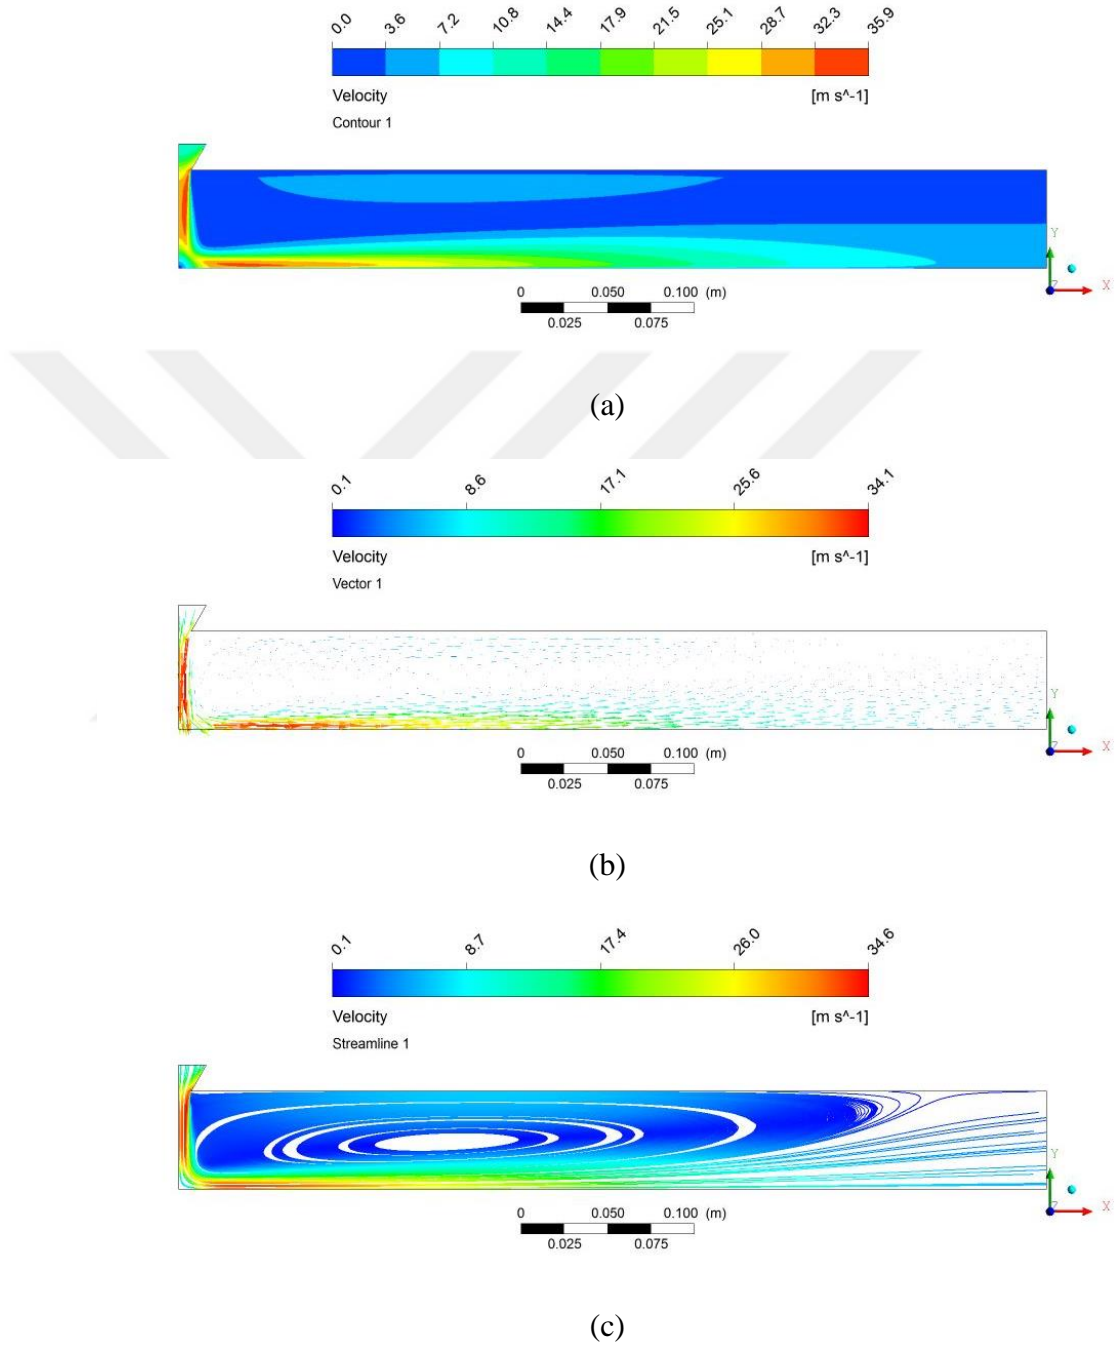 0.0 3.6 7.2 10.8 14.4 17.9 21.5 25.1 28.7 32.3 35.9
Velocity [m s^-1]
Contour 1
Y
Z X
0 0.050 0.100 (m)
0.025 0.075
(a)
0.1 8.6 17.1 25.6 34.1
Velocity [m s^-1]
Vector 1
Y
Z X
0 0.050 0.100 (m)
0.025 0.075
(b)
0.1 8.7 17.4 26.0 34.6
Velocity [m s^-1]
Streamline 1
Y
Z X
0 0.050 0.100 (m)
0.025 0.075
(c)